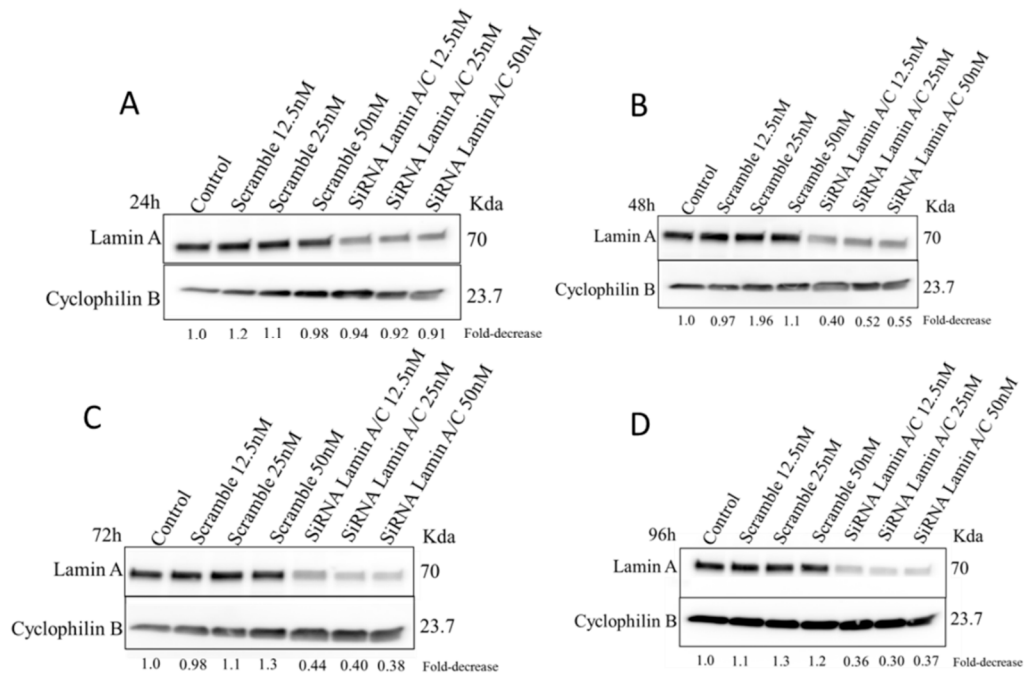 A
24h
Control
Scramble 12.5nM
Scramble 25nM
Scramble 50nM
SiRNA Lamin A/C 12.5nM
SiRNA Lamin A/C 25nM
SiRNA Lamin A/C 50nM
Kda
Lamin A
70
Cyclophilin B
23.7
1.0 1.2 1.1 0.98 0.94 0.92 0.91 Fold-decrease
B
48h
Control
Scramble 12.5nM
Scramble 25nM
Scramble 50nM
SiRNA Lamin A/C 12.5nM
SiRNA Lamin A/C 25nM
SiRNA Lamin A/C 50nM
Kda
Lamin A
70
Cyclophilin B
23.7
1.0 0.97 1.96 1.1 0.40 0.52 0.55 Fold-decrease
C
72h
Control
Scramble 12.5nM
Scramble 25nM
Scramble 50nM
SiRNA Lamin A/C 12.5nM
SiRNA Lamin A/C 25nM
SiRNA Lamin A/C 50nM
Kda
Lamin A
70
Cyclophilin B
23.7
1.0 0.98 1.1 1.3 0.44 0.40 0.38 Fold-decrease
D
96h
Control
Scramble 12.5nM
Scramble 25nM
Scramble 50nM
SiRNA Lamin A/C 12.5nM
SiRNA Lamin A/C 25nM
SiRNA Lamin A/C 50nM
Kda
Lamin A
70
Cyclophilin B
23.7
1.0 1.1 1.3 1.2 0.36 0.30 0.37 Fold-decrease